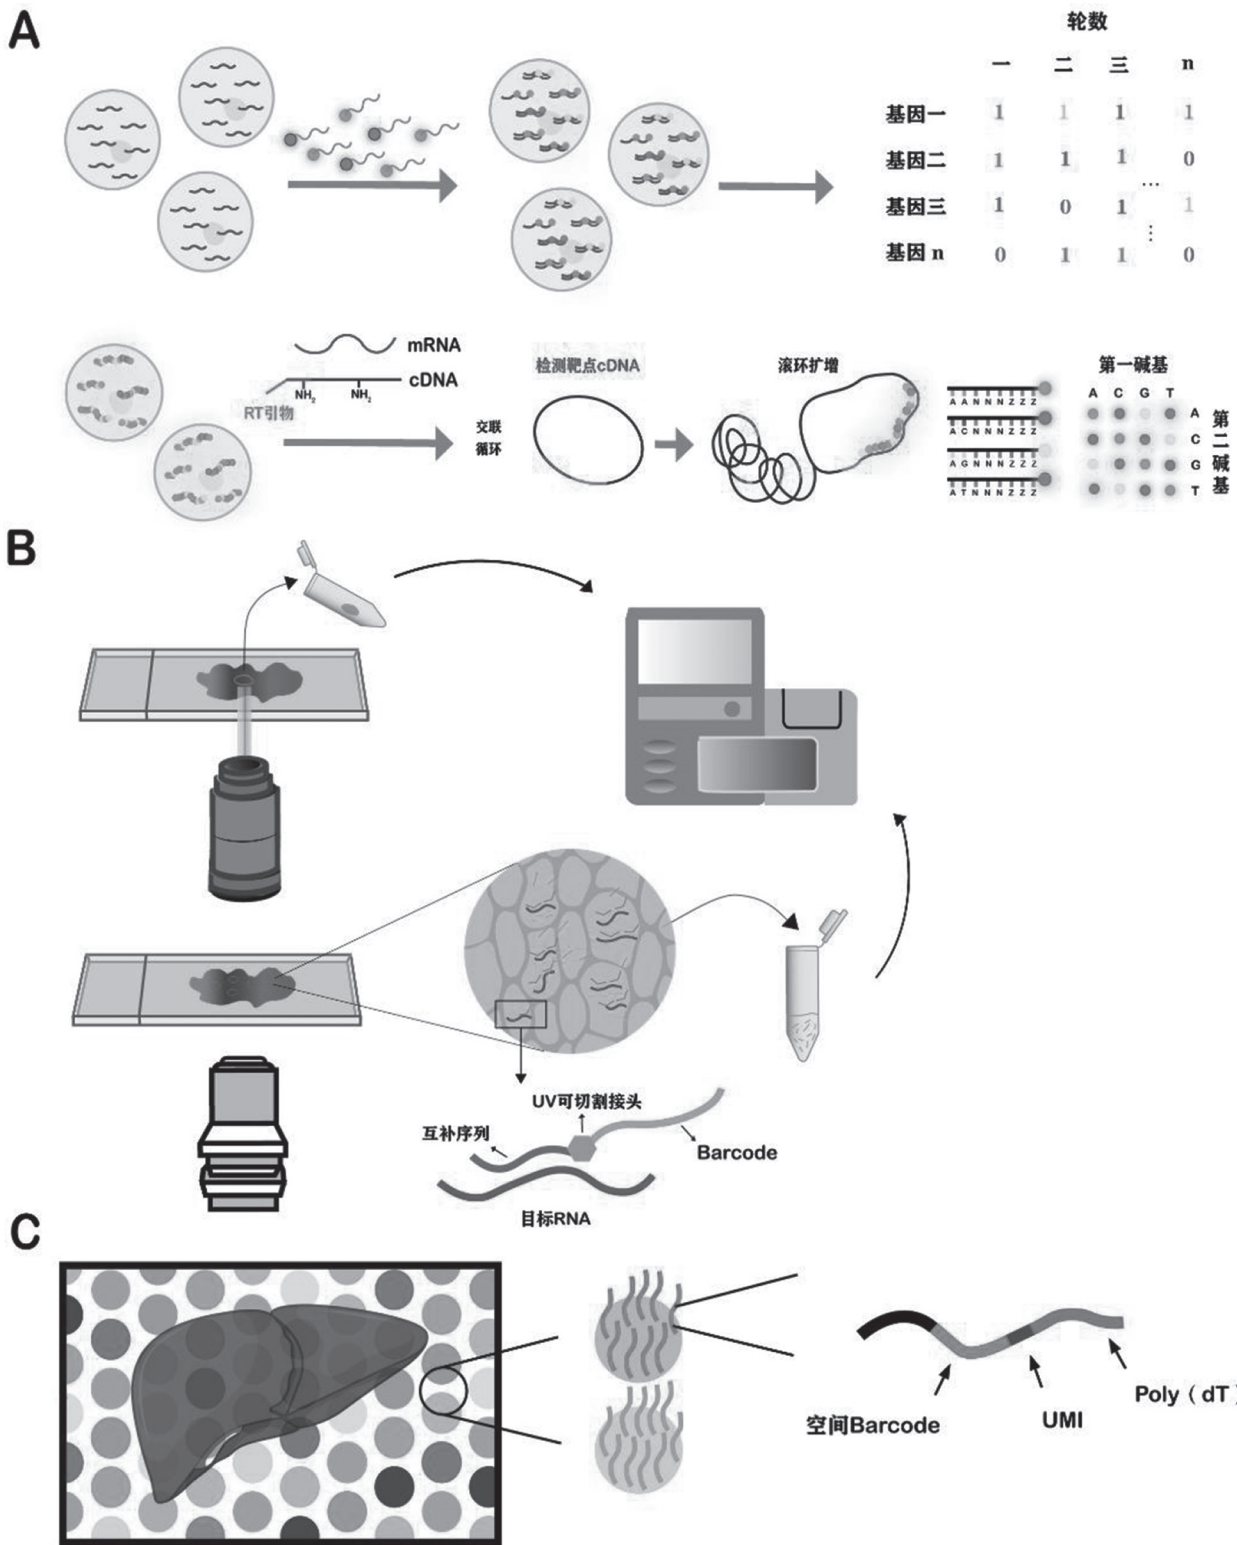 A
轮数
一 二 三 n
基因一 1 1 1 1
基因二 1 1 1 0
...
基因三 1 0 1 1
⋮
基因 n 0 1 1 0
mRNA
cDNA
NH2 NH2
RT引物
交联
循环
检测靶点cDNA
滚环扩增
A A N N N Z Z Z
A C N N N Z Z Z
A G N N N Z Z Z
A T N N N Z Z Z
第一碱基
A C G T
A
C
G
T
第二碱基
B
UV可切割接头
互补序列
Barcode
目标RNA
C
空间Barcode
UMI
Poly（dT）